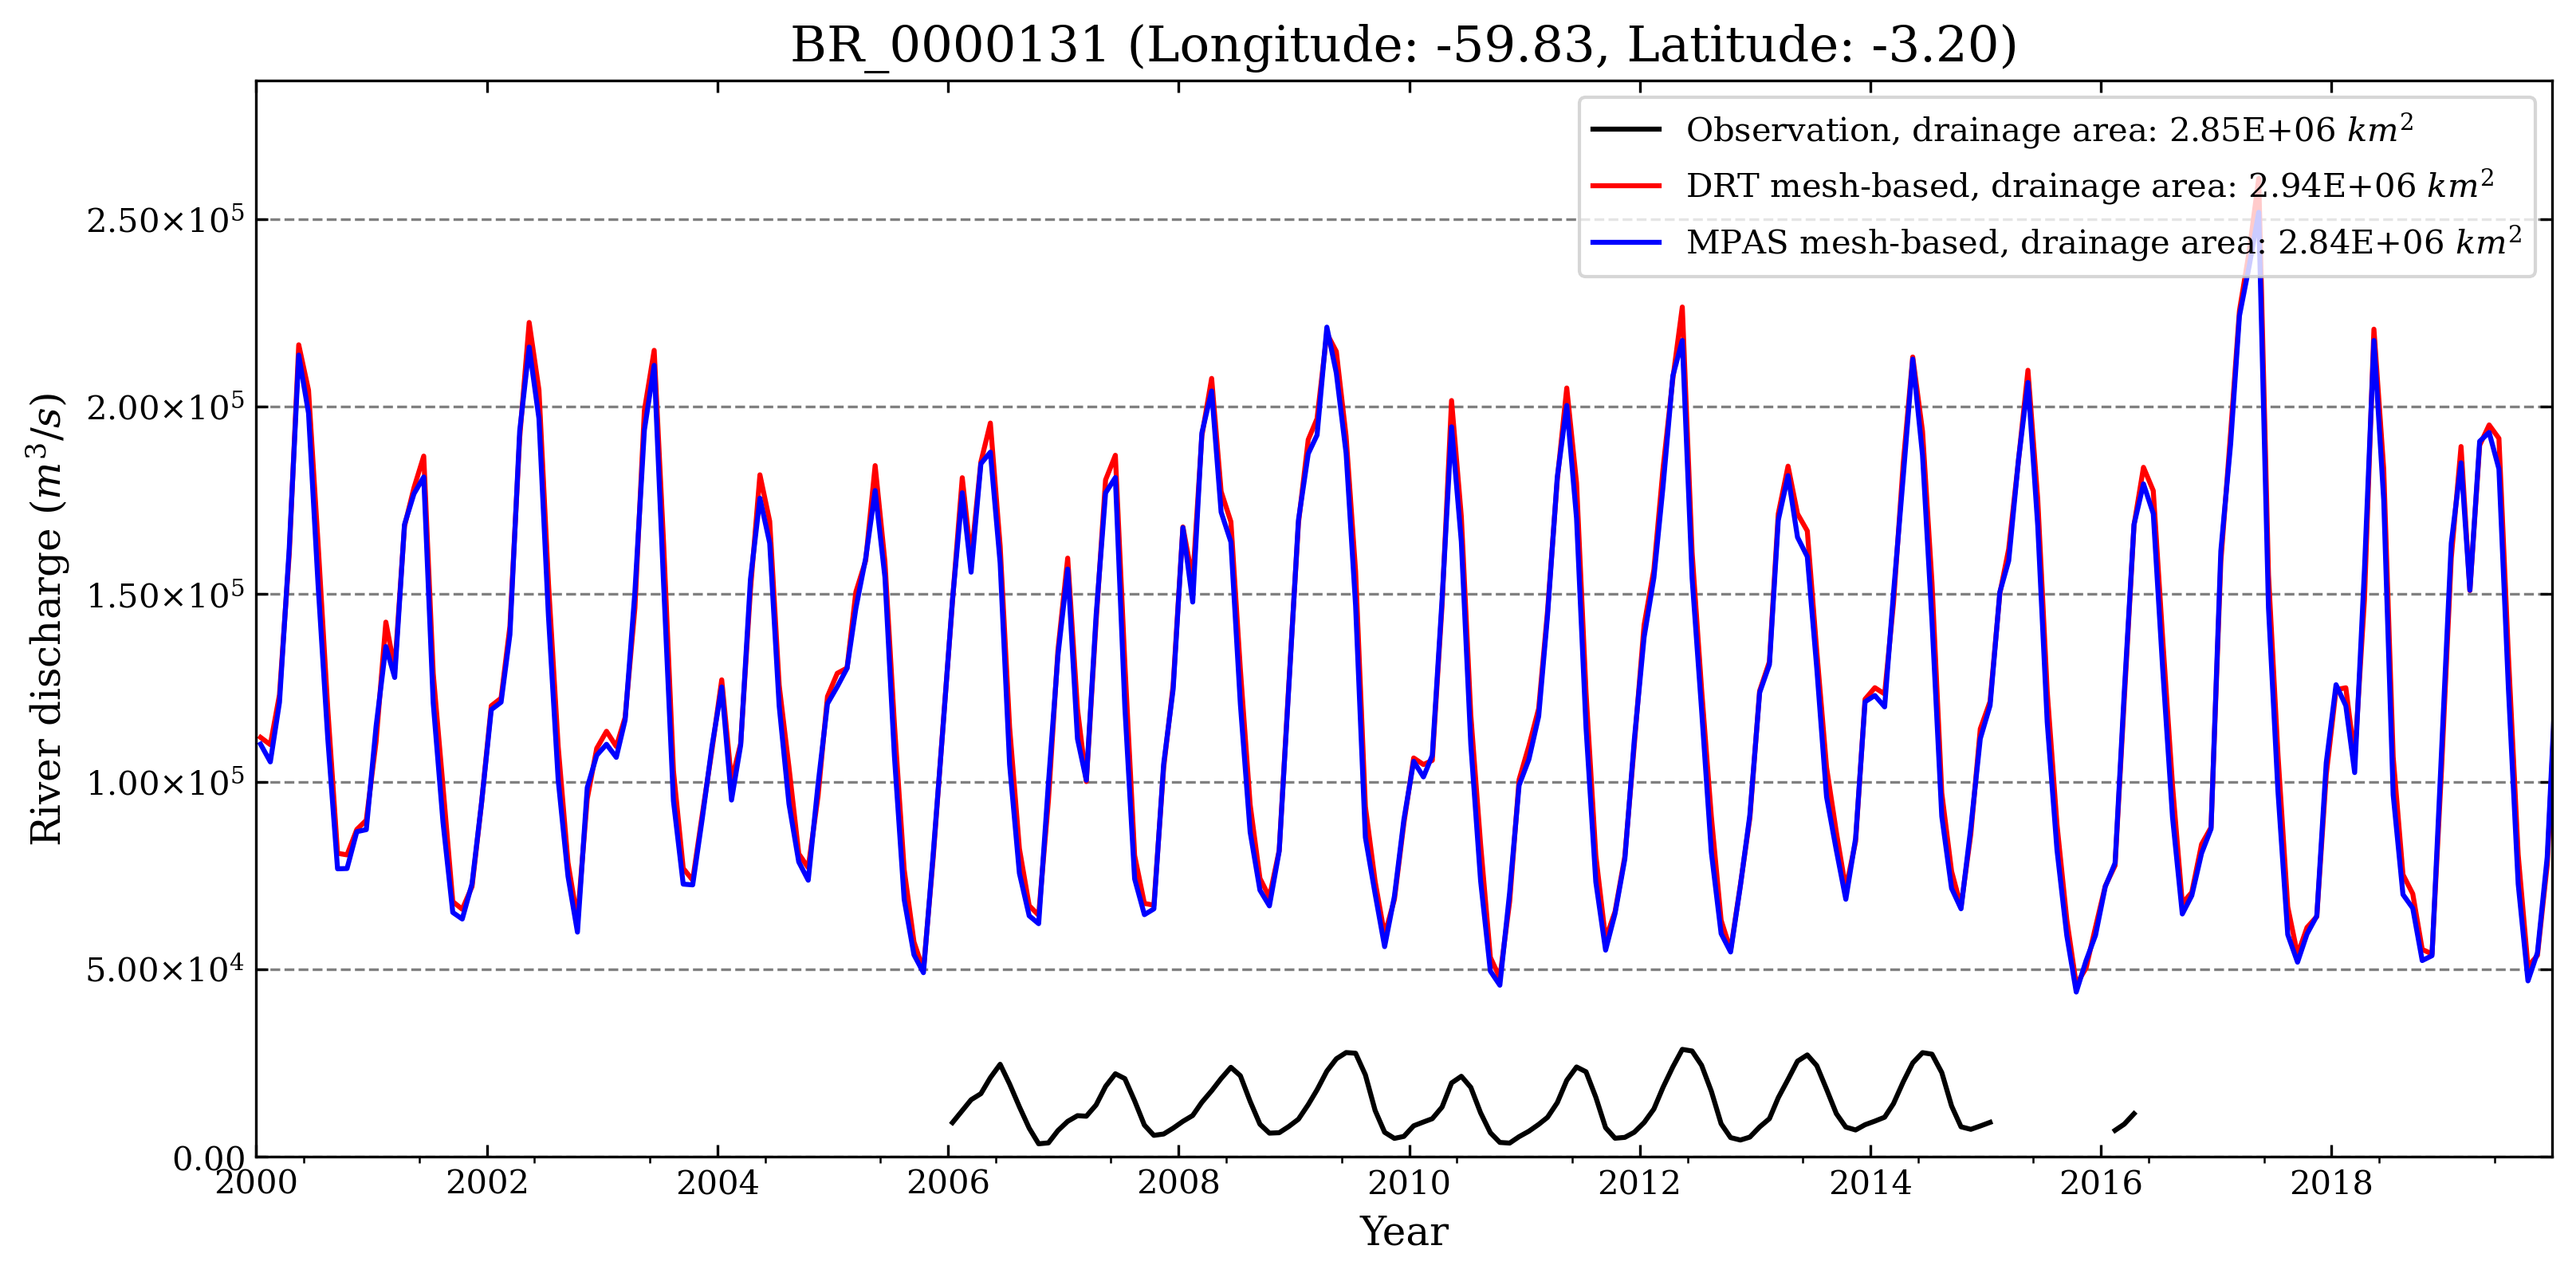 BR_0000131 (Longitude: -59.83, Latitude: -3.20)
Observation, drainage area: 2.85E+06 km²
DRT mesh-based, drainage area: 2.94E+06 km²
MPAS mesh-based, drainage area: 2.84E+06 km²
River discharge (m³/s)
2.50×10⁵
2.00×10⁵
1.50×10⁵
1.00×10⁵
5.00×10⁴
0.00
2000 2002 2004 2006 2008 2010 2012 2014 2016 2018
Year